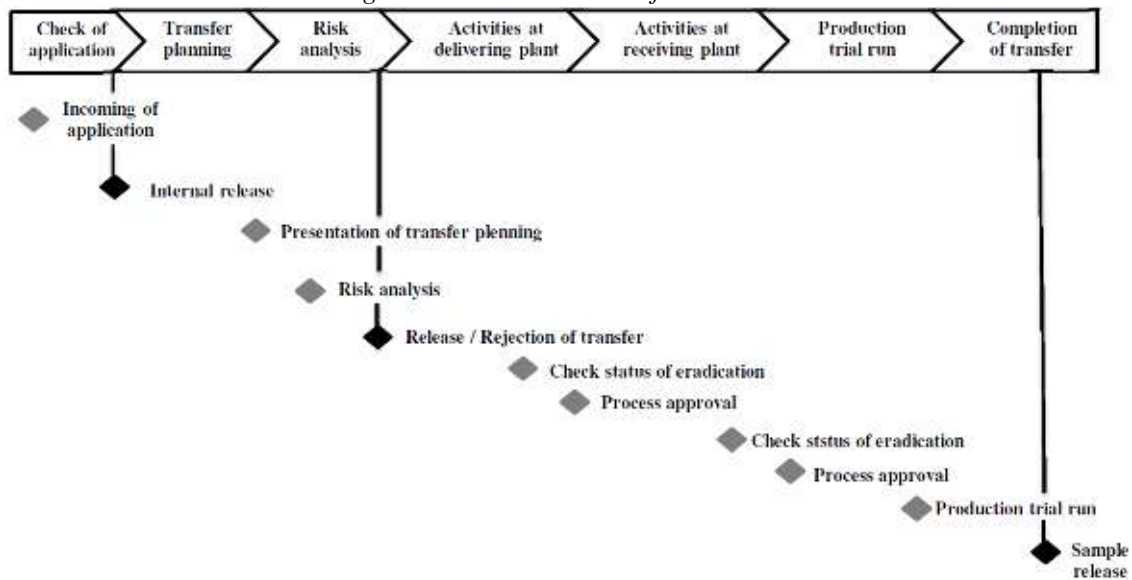 Check of
application
Transfer
planning
Risk
analysis
Activities at
delivering plant
Activities at
receiving plant
Production
trial run
Completion
of transfer
Incoming of
application
Internal release
Presentation of transfer plenning
Risk analysis
Release / Rejection of transfer
Check status of eradication
Process approval
Check ststus of eradication
Process approval
Production trial run
Sample
release